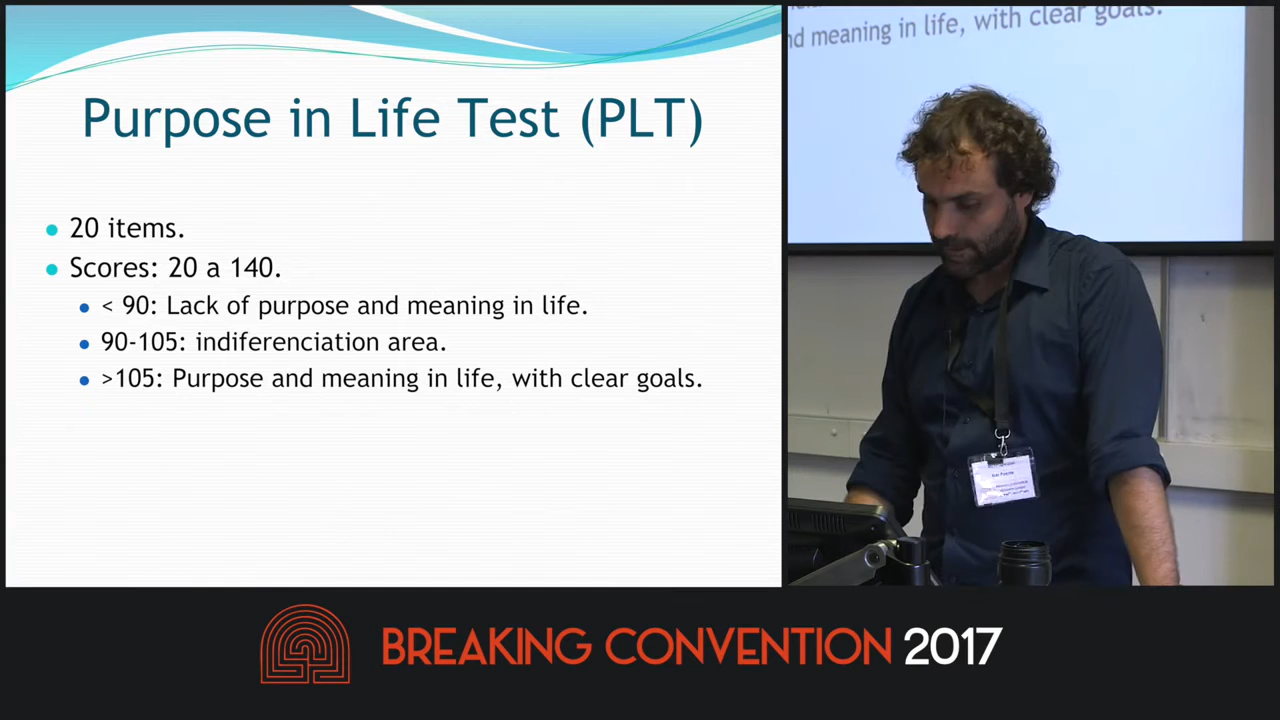 Purpose in Life Test (PLT)
20 items.
Scores: 20 a 140.
< 90: Lack of purpose and meaning in life.
90-105: indiferenciation area.
>105: Purpose and meaning in life, with clear goals.
nd meaning in life, with clear goals.
BREAKING CONVENTION 2017